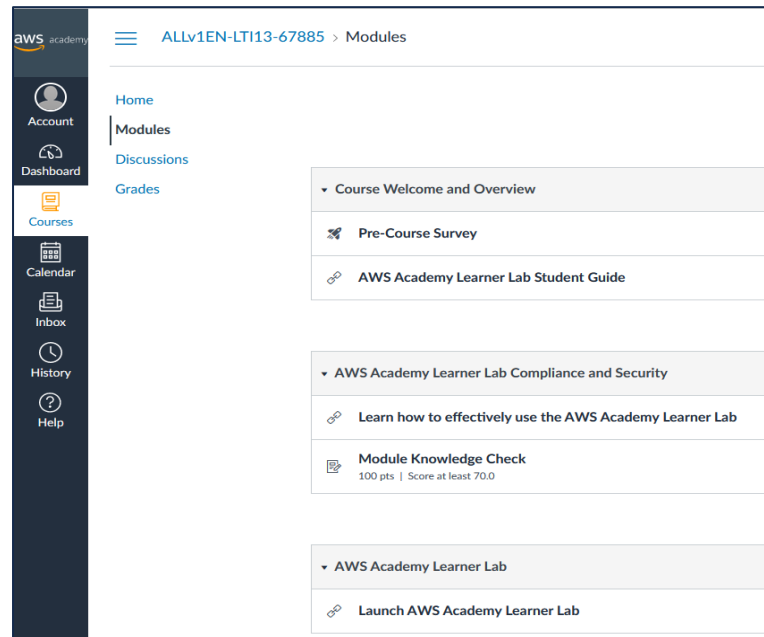 aws academy
ALLv1EN-LTI13-67885 > Modules
Account
Dashboard
Courses
Calendar
Inbox
History
Help
Home
Modules
Discussions
Grades
Course Welcome and Overview
Pre-Course Survey
AWS Academy Learner Lab Student Guide
AWS Academy Learner Lab Compliance and Security
Learn how to effectively use the AWS Academy Learner Lab
Module Knowledge Check
100 pts | Score at least 70.0
AWS Academy Learner Lab
Launch AWS Academy Learner Lab